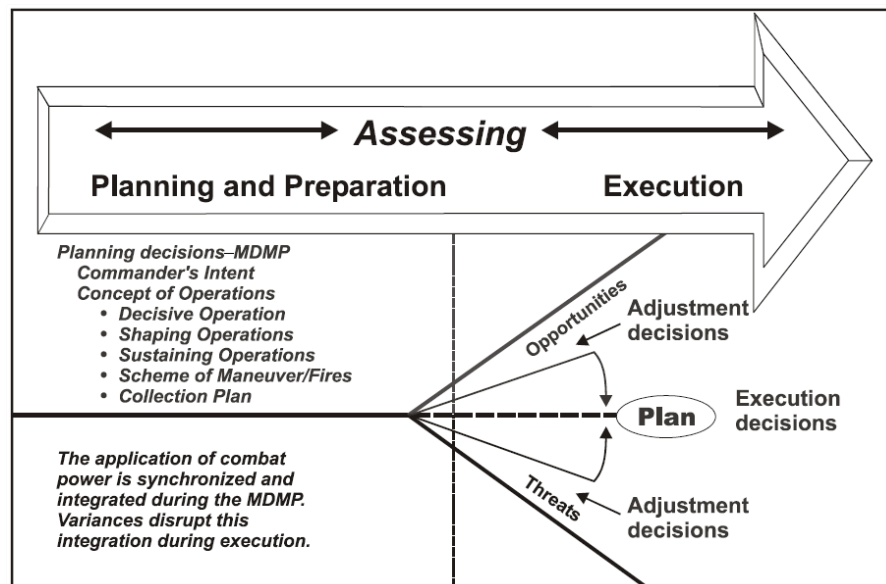 Assessing
Planning and Preparation
Execution
Planning decisions–MDMP
Commander's Intent
Concept of Operations
• Decisive Operation
• Shaping Operations
• Sustaining Operations
• Scheme of Maneuver/Fires
• Collection Plan
The application of combat
power is synchronized and
integrated during the MDMP.
Variances disrupt this
integration during execution.
Opportunities
Adjustment
decisions
Plan
Execution
decisions
Threats
Adjustment
decisions